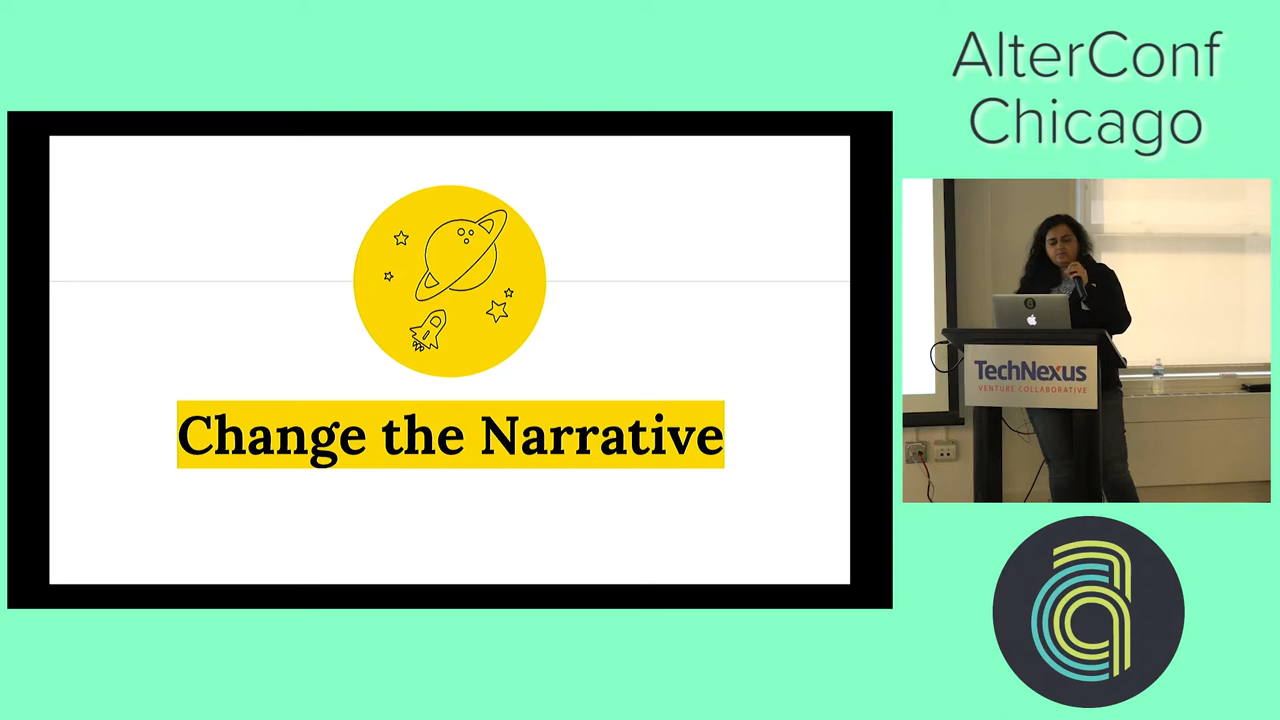 AlterConf
Chicago
Change the Narrative
TechNexus
VENTURE COLLABORATIVE